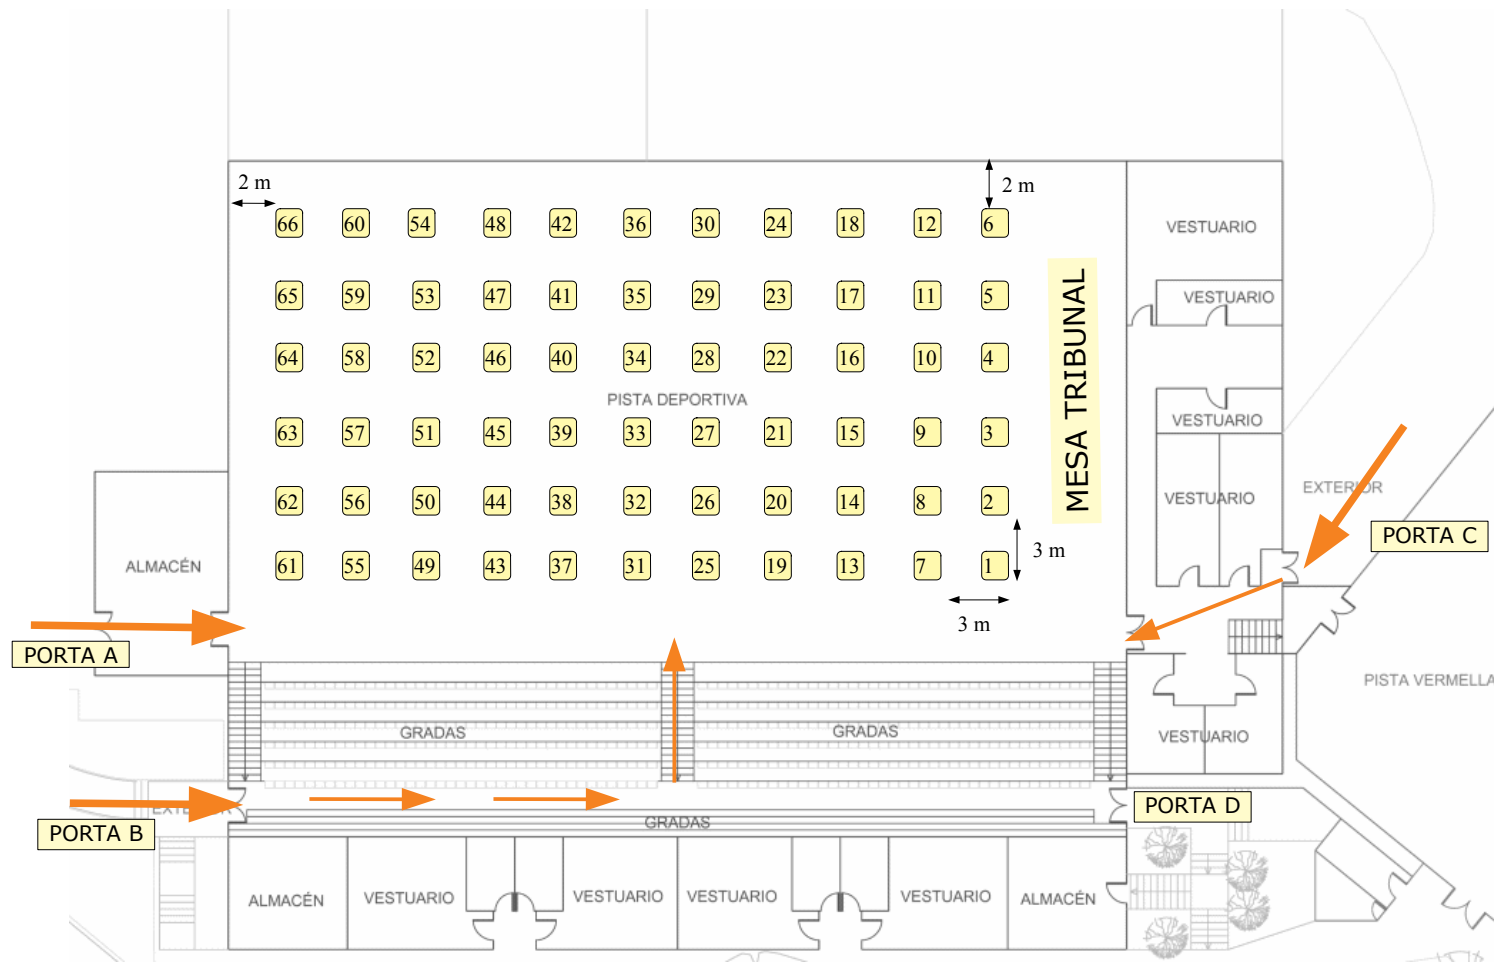 2 m
2 m
66 60 54 48 42 36 30 24 18 12 6
VESTUARIO
65 59 53 47 41 35 29 23 17 11 5
VESTUARIO
64 58 52 46 40 34 28 22 16 10 4
MESA TRIBUNAL
PISTA DEPORTIVA
VESTUARIO
63 57 51 45 39 33 27 21 15 9 3
62 56 50 44 38 32 26 20 14 8 2
VESTUARIO
EXTERIOR
PORTA C
3 m
61 55 49 43 37 31 25 19 13 7 1
ALMACÉN
3 m
PORTA A
PISTA VERMELLA
GRADAS
GRADAS
VESTUARIO
EXTERIOR
PORTA D
PORTA B
GRADAS
ALMACÉN
VESTUARIO
VESTUARIO
VESTUARIO
VESTUARIO
ALMACÉN